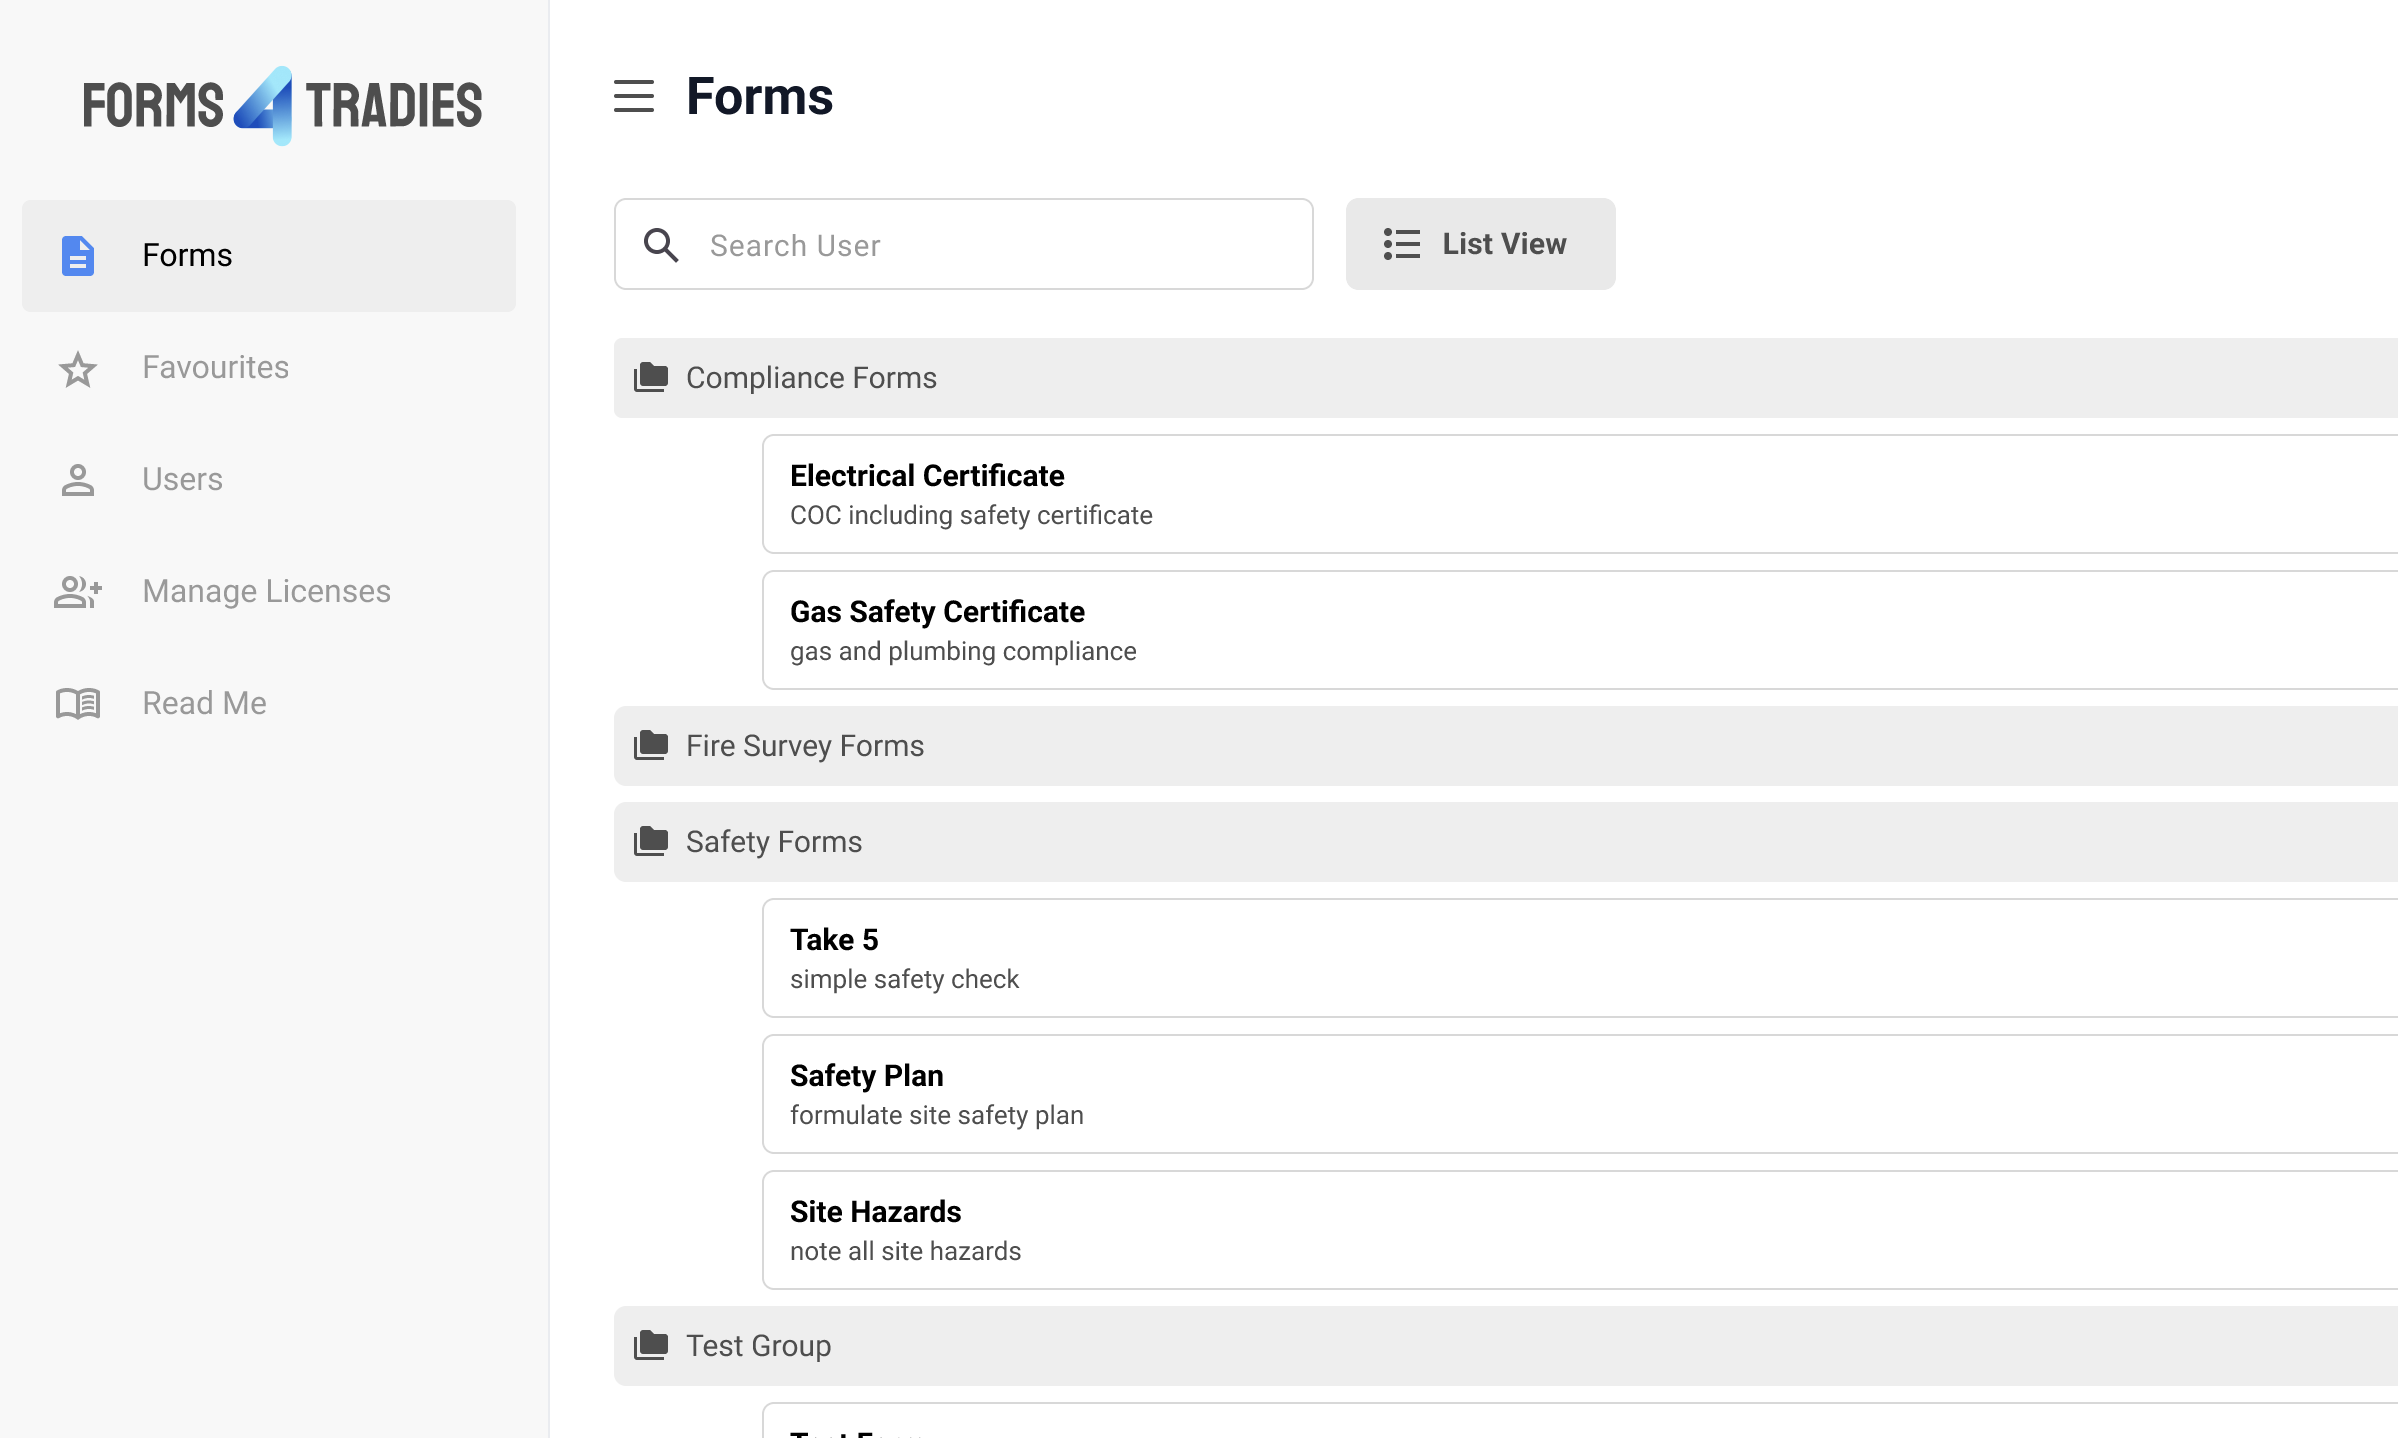 FORMS 4 TRADIES
Forms
Favourites
Users
Manage Licenses
Read Me
Forms
Search User
List View
Compliance Forms
Electrical Certificate
COC including safety certificate
Gas Safety Certificate
gas and plumbing compliance
Fire Survey Forms
Safety Forms
Take 5
simple safety check
Safety Plan
formulate site safety plan
Site Hazards
note all site hazards
Test Group